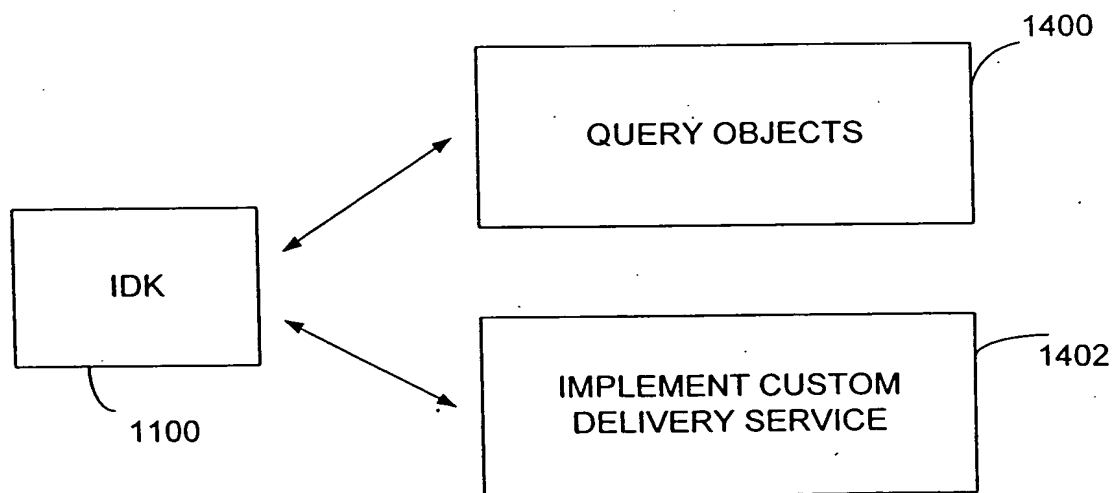 1400
QUERY OBJECTS
IDK
1100
1402
IMPLEMENT CUSTOM
DELIVERY SERVICE